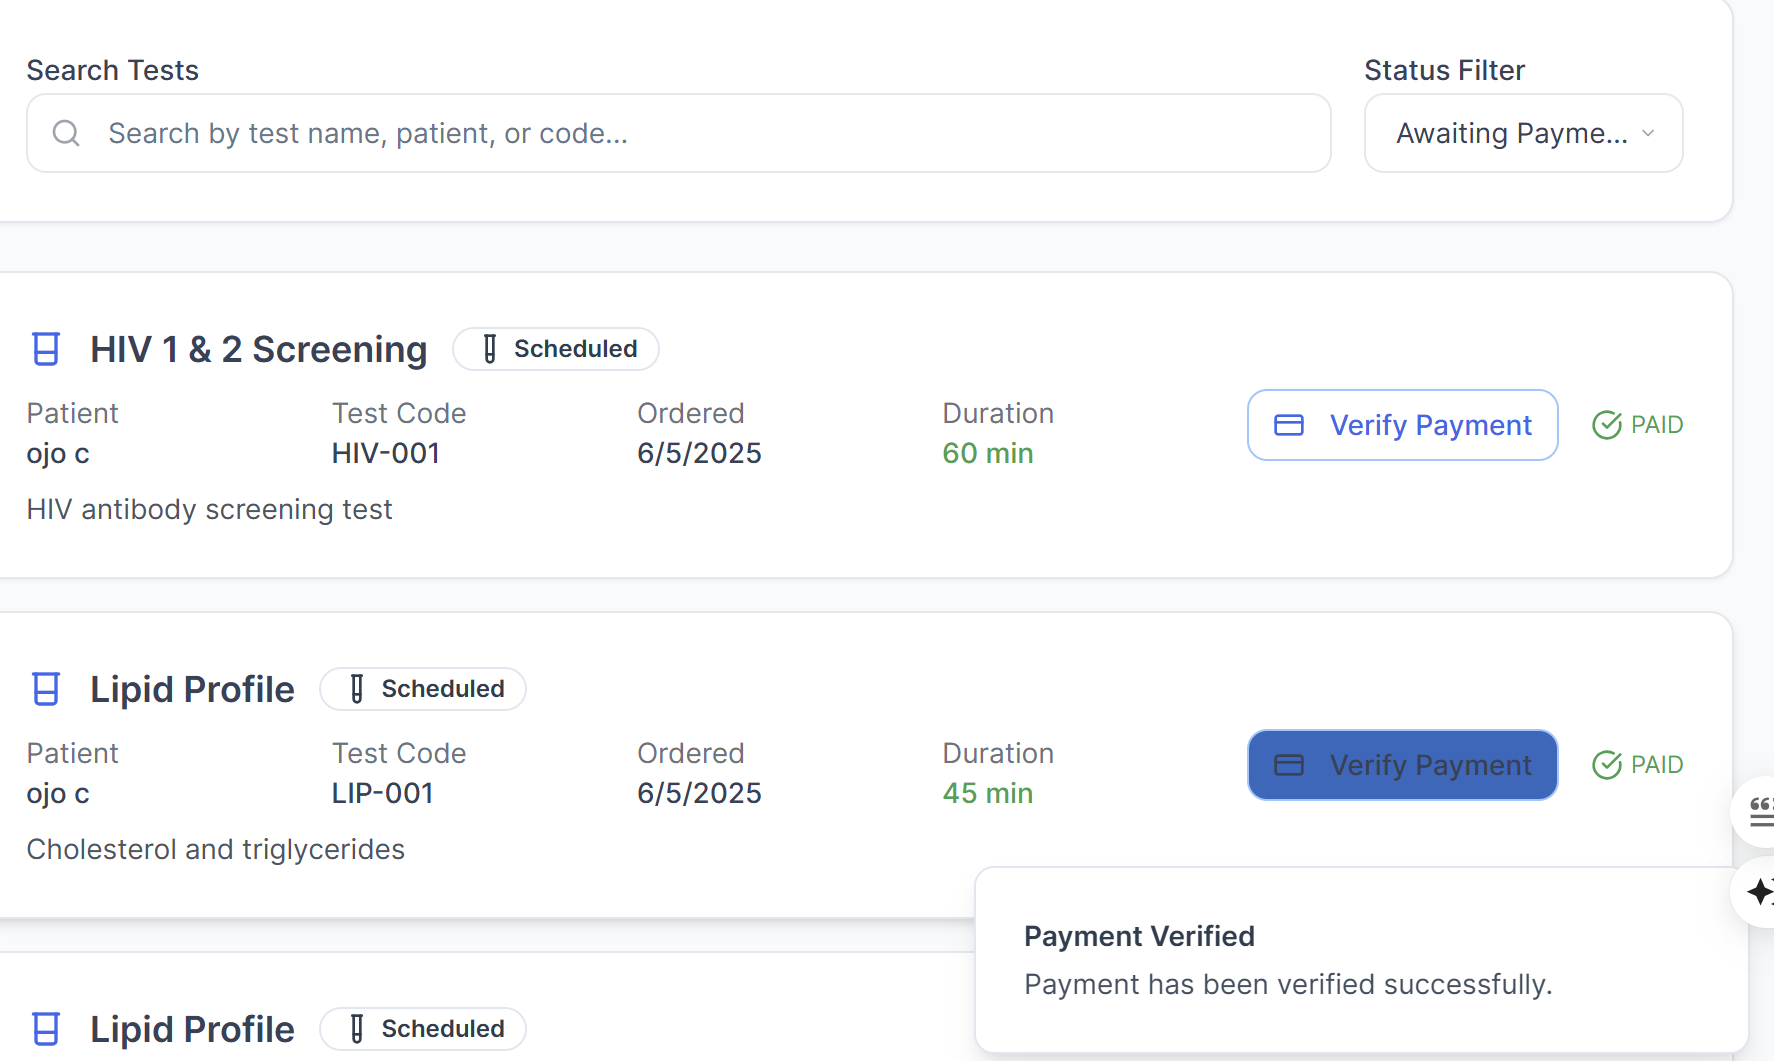 Search Tests
Status Filter
Search by test name, patient, or code...
Awaiting Payme...
HIV 1 & 2 Screening
Scheduled
Patient
Test Code
Ordered
Duration
ojo c
HIV-001
6/5/2025
60 min
Verify Payment
PAID
HIV antibody screening test
Lipid Profile
Scheduled
Patient
Test Code
Ordered
Duration
ojo c
LIP-001
6/5/2025
45 min
Verify Payment
PAID
Cholesterol and triglycerides
Payment Verified
Payment has been verified successfully.
Lipid Profile
Scheduled